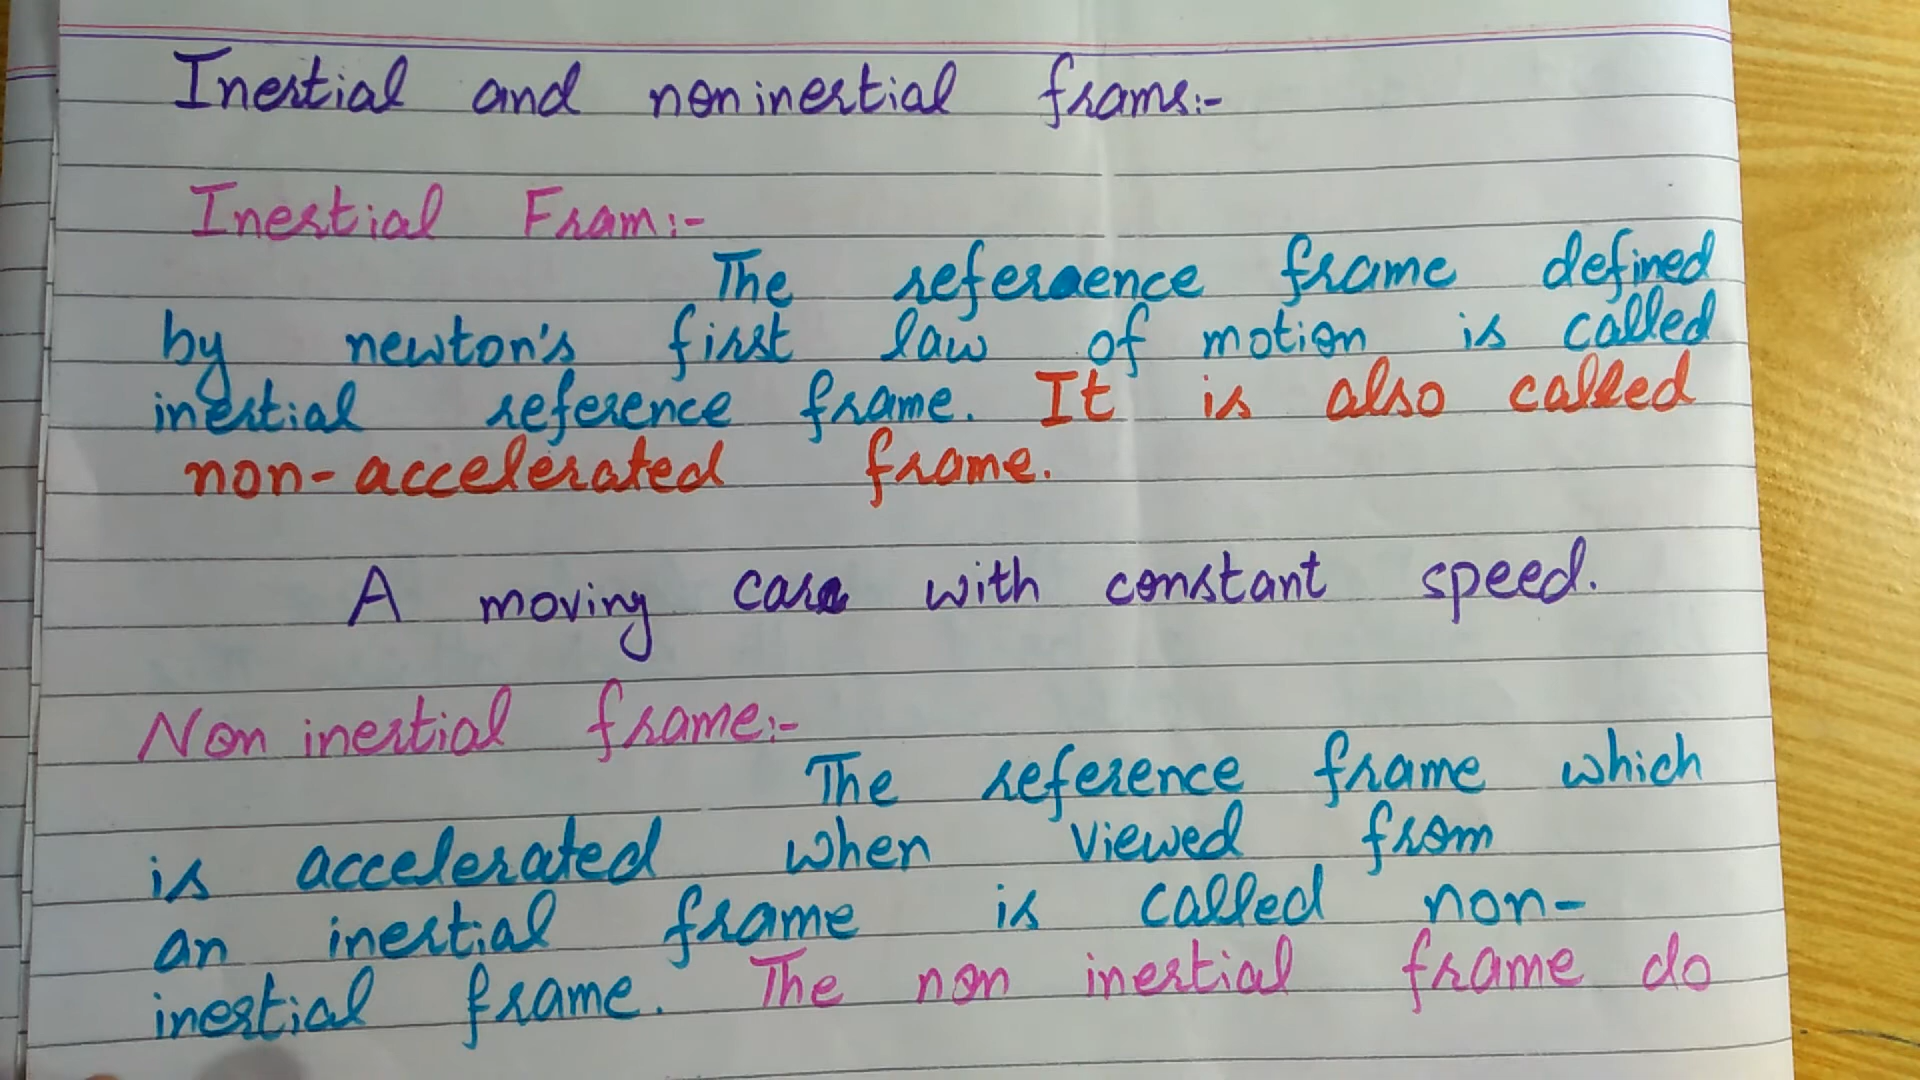 Inertial and noninertial frams:-
Inertial Fram:-
The referaence frame defined
by newton's first law of motion is called
inertial reference frame. It is also called
non-accelerated frame.
A moving car with constant speed.
Non inertial frame:-
The reference frame which
is accelerated when viewed from
an inertial frame is called non-
inertial frame. The non inertial frame do